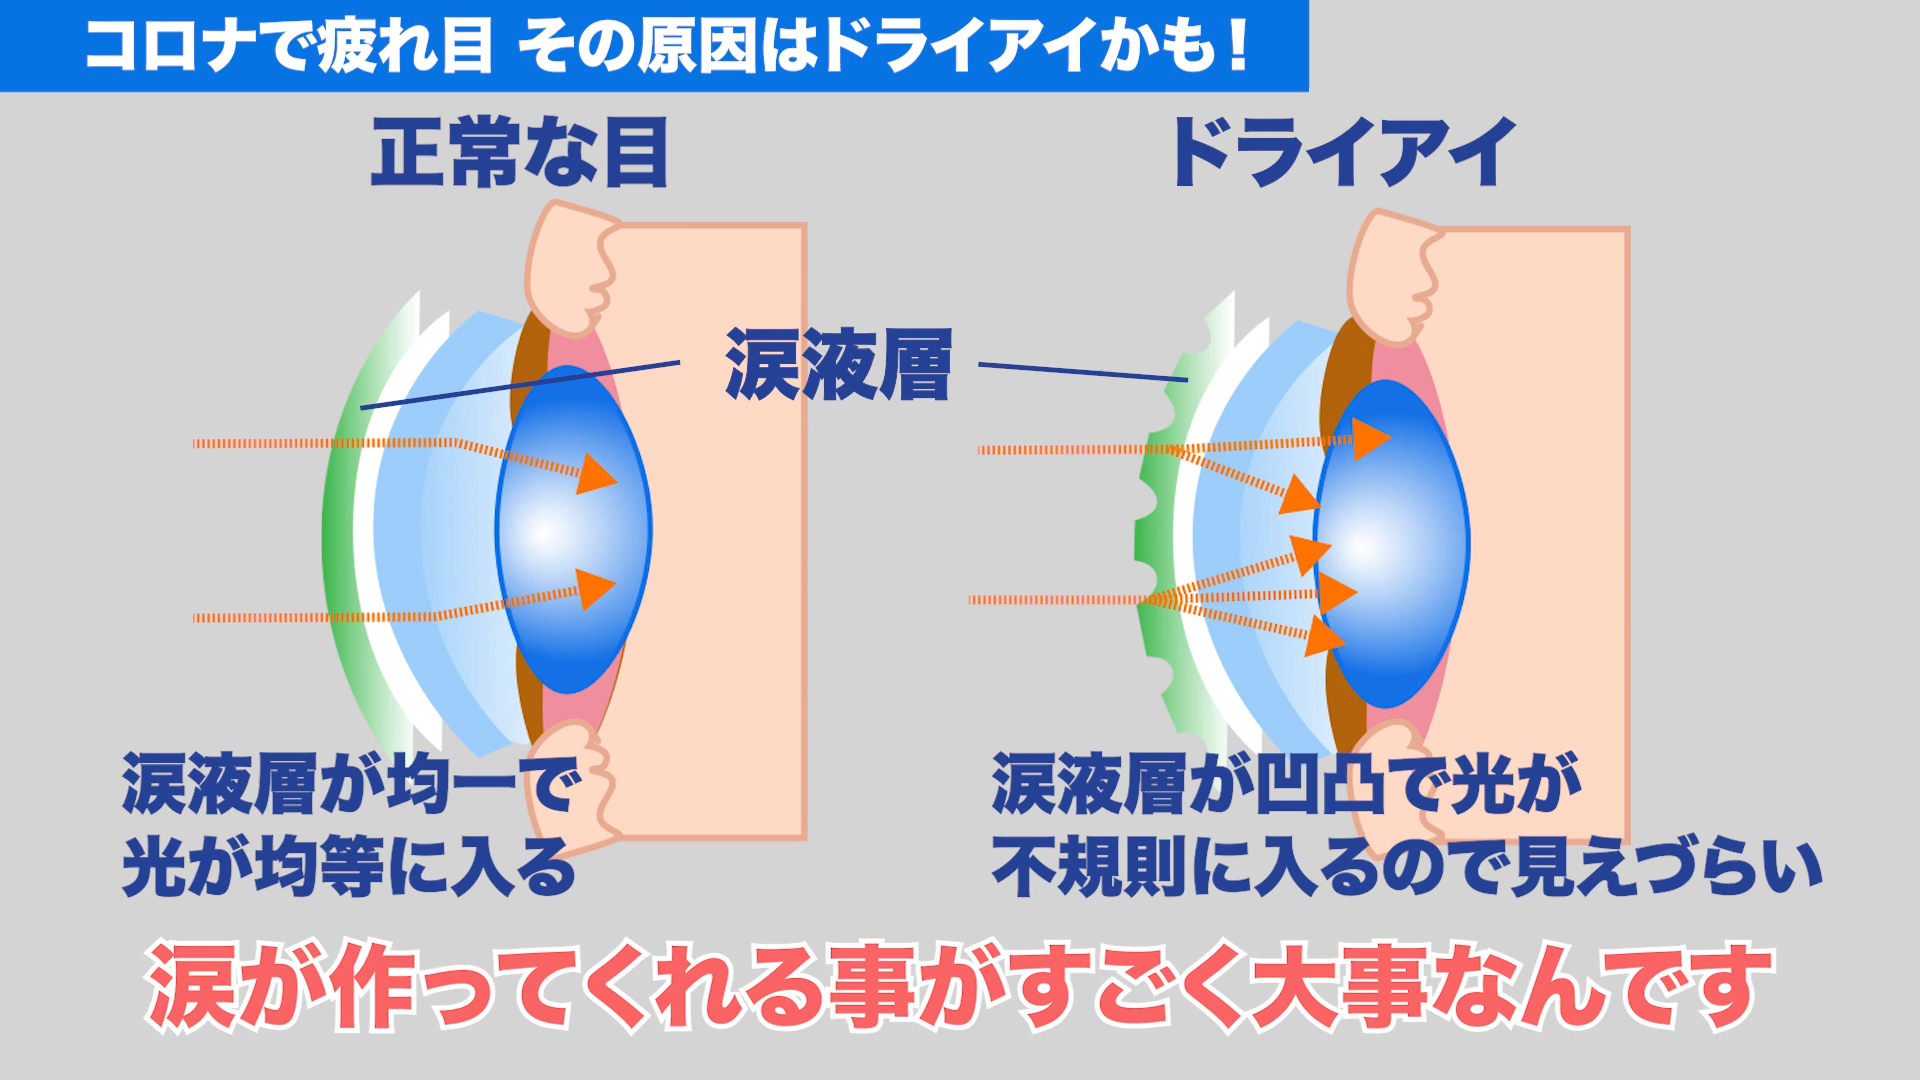 コロナで疲れ目 その原因はドライアイかも！
正常な目
ドライアイ
涙液層
涙液層が均一で
光が均等に入る
涙液層が凹凸で光が
不規則に入るので見えづらい
涙が作ってくれる事がすごく大事なんです